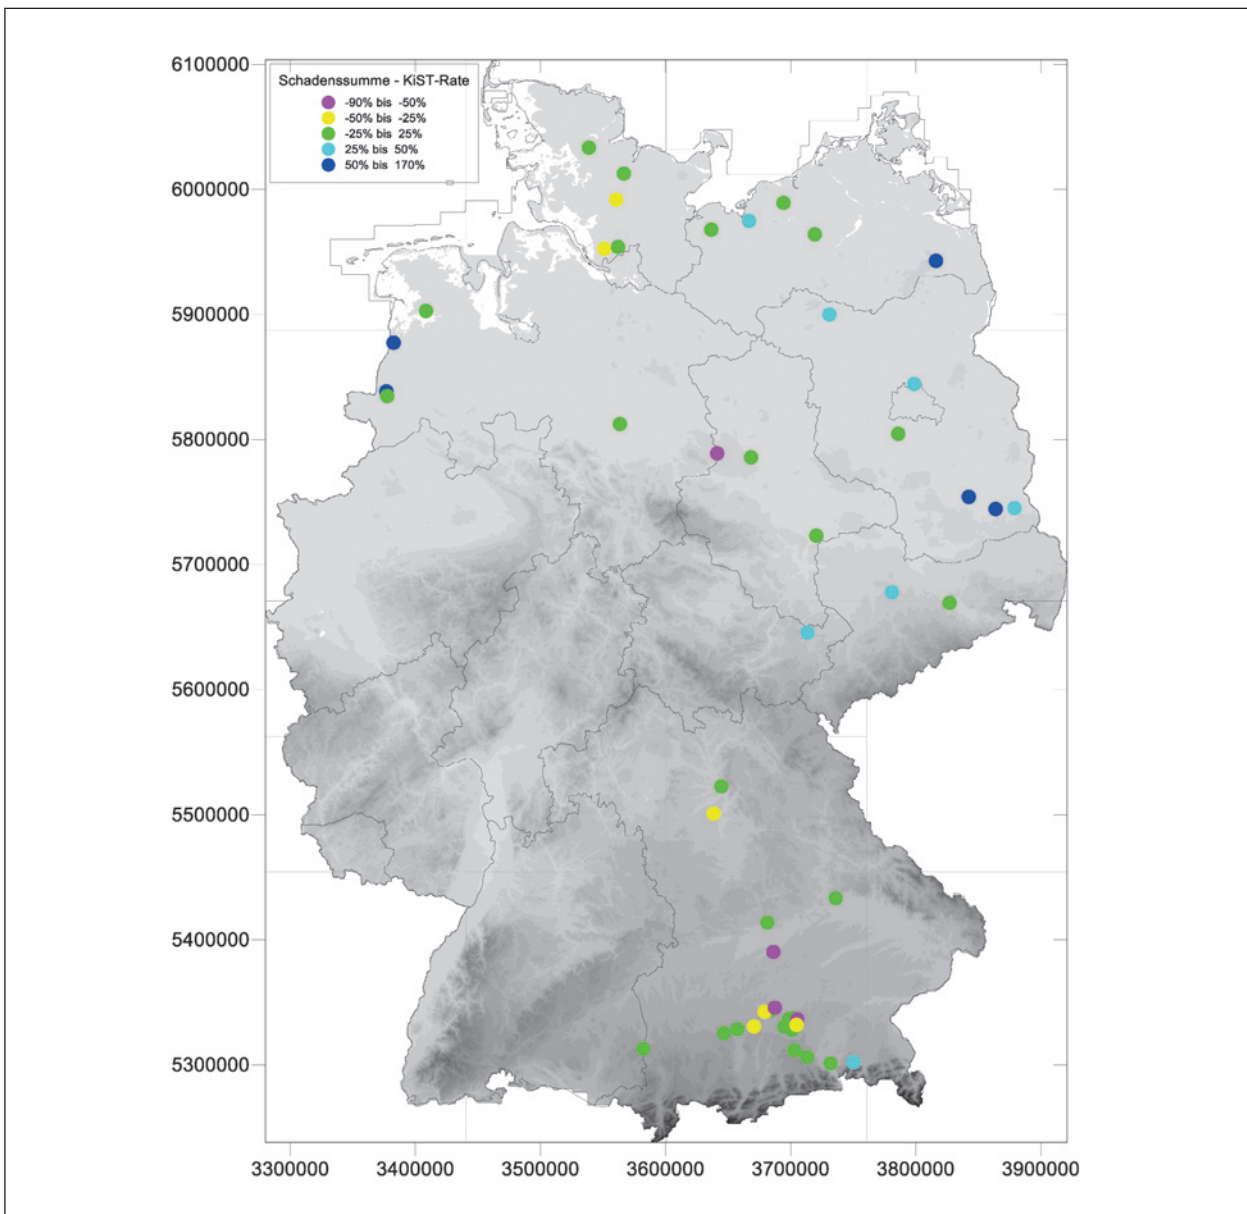 Schadenssumme - KiST-Rate
-90% bis -50%
-50% bis -25%
-25% bis 25%
25% bis 50%
50% bis 170%
6100000
6000000
5900000
5800000
5700000
5600000
5500000
5400000
5300000
3300000 3400000 3500000 3600000 3700000 3800000 3900000